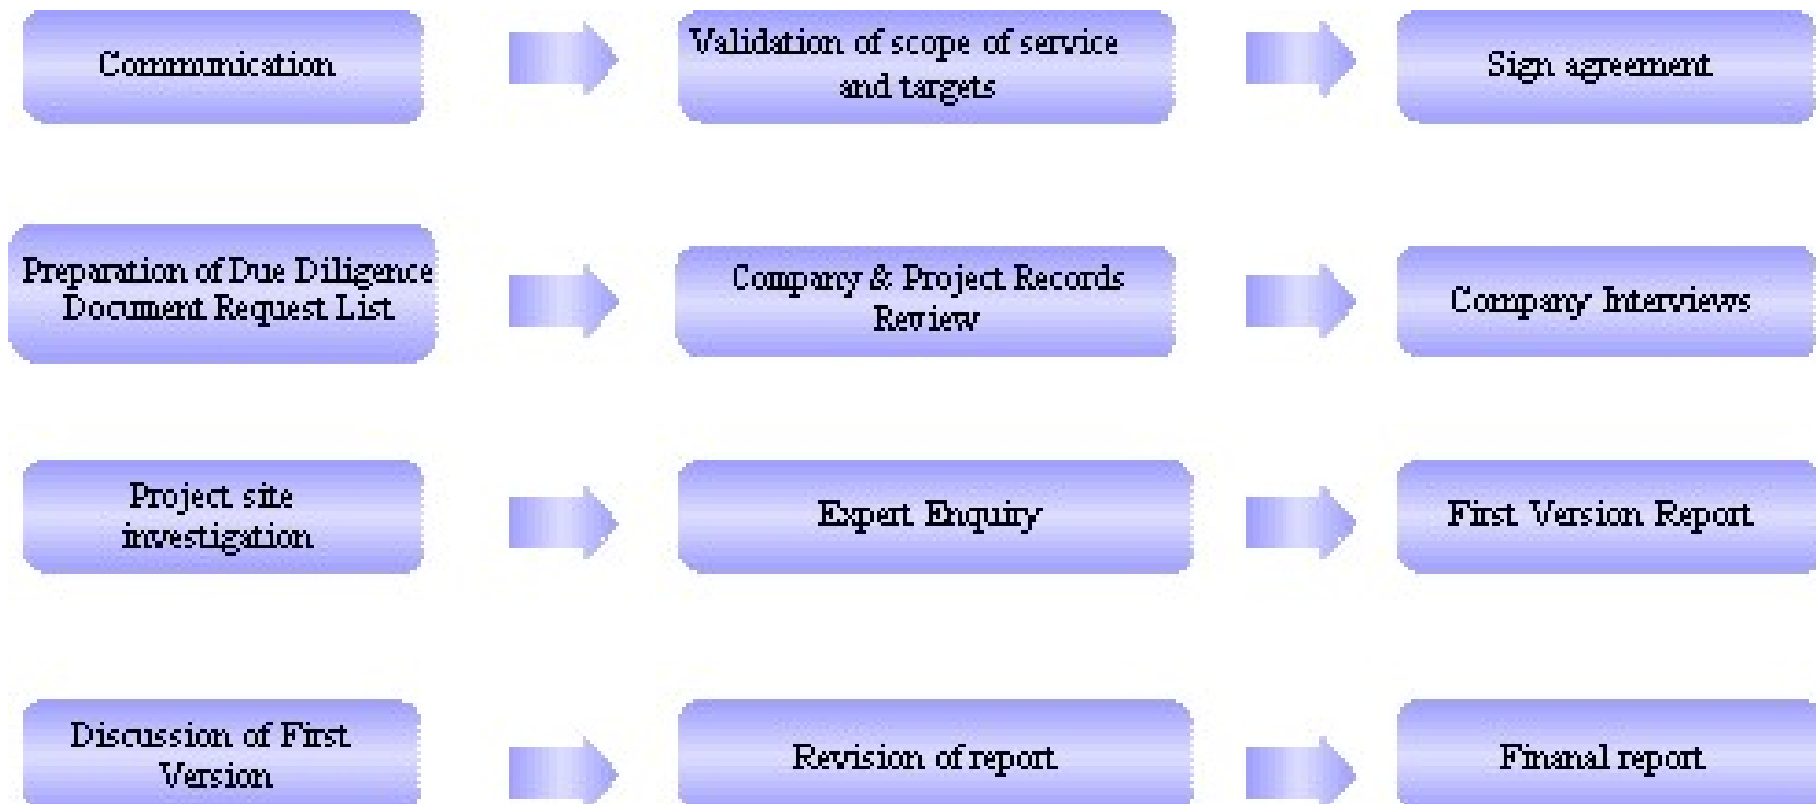 Communication
Validation of scope of service
and targets
Sign agreement
Preparation of Due Diligence
Document Request List
Company & Project Records
Review
Company Interviews
Project site
investigation
Expert Enquiry
First Version Report
Discussion of First
Version
Revision of report
Finanal report